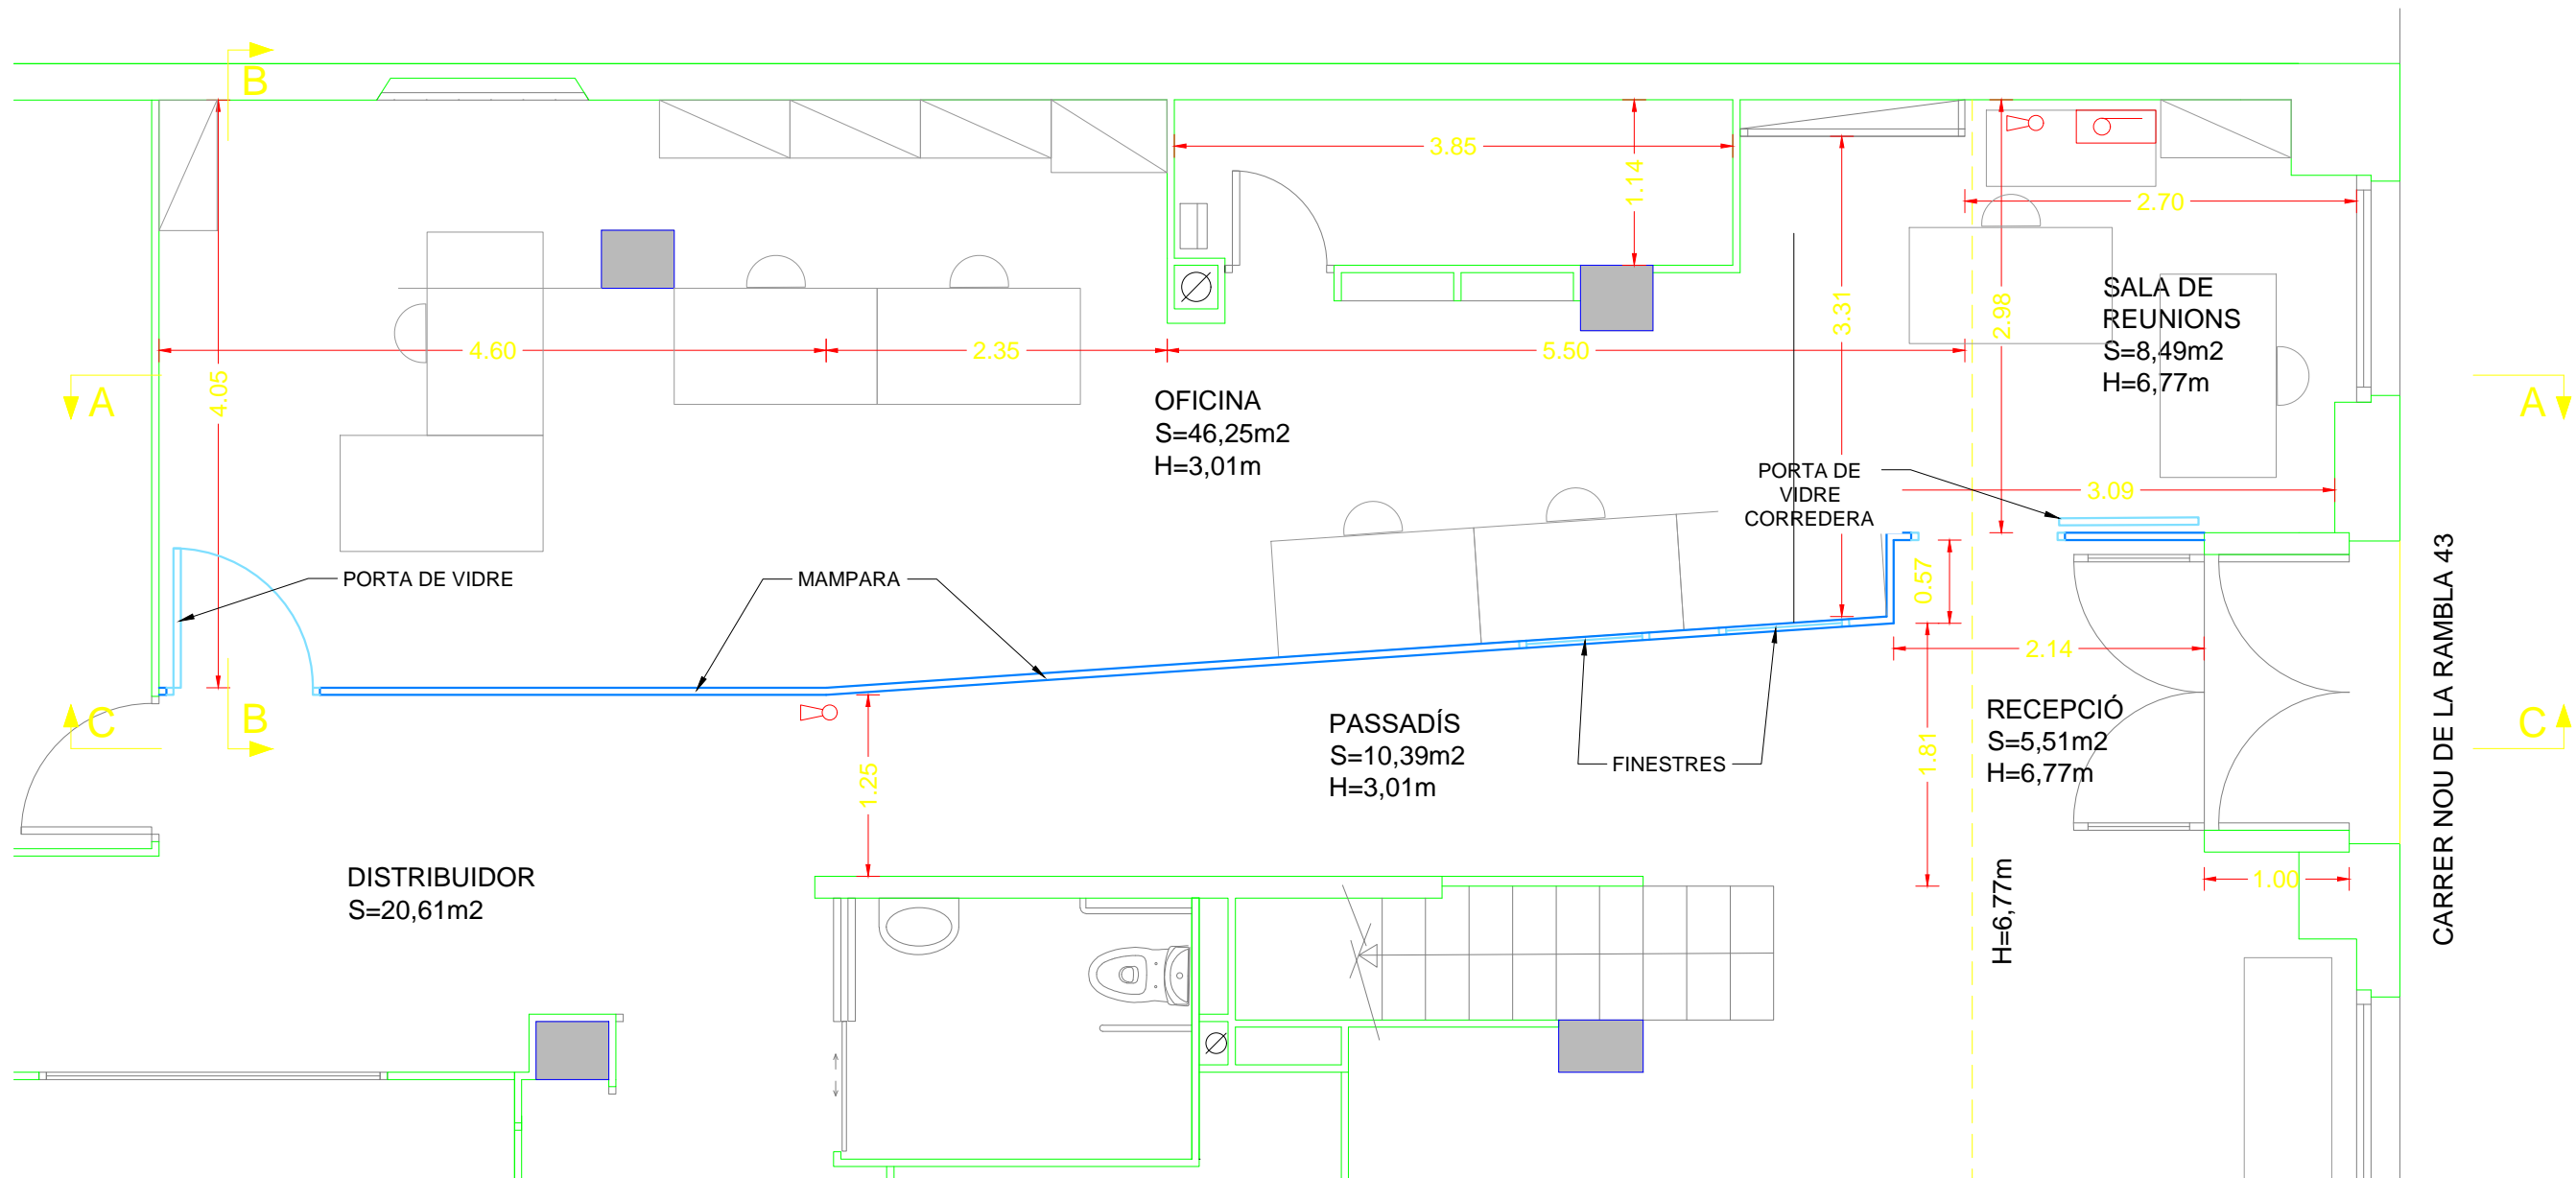 B
3.85
1.14
2.70
3.31
2.98
SALA DE
REUNIONS
S=8,49m2
H=6,77m
4.60
2.35
5.50
4.05
A
A
OFICINA
S=46,25m2
H=3,01m
PORTA DE
VIDRE
CORREDERA
3.09
PORTA DE VIDRE
MAMPARA
0.57
2.14
C
B
PASSADÍS
S=10,39m2
H=3,01m
FINESTRES
1.25
1.81
RECEPCIÓ
S=5,51m2
H=6,77m
C
CARRER NOU DE LA RAMBLA 43
DISTRIBUIDOR
S=20,61m2
H=6,77m
1.00